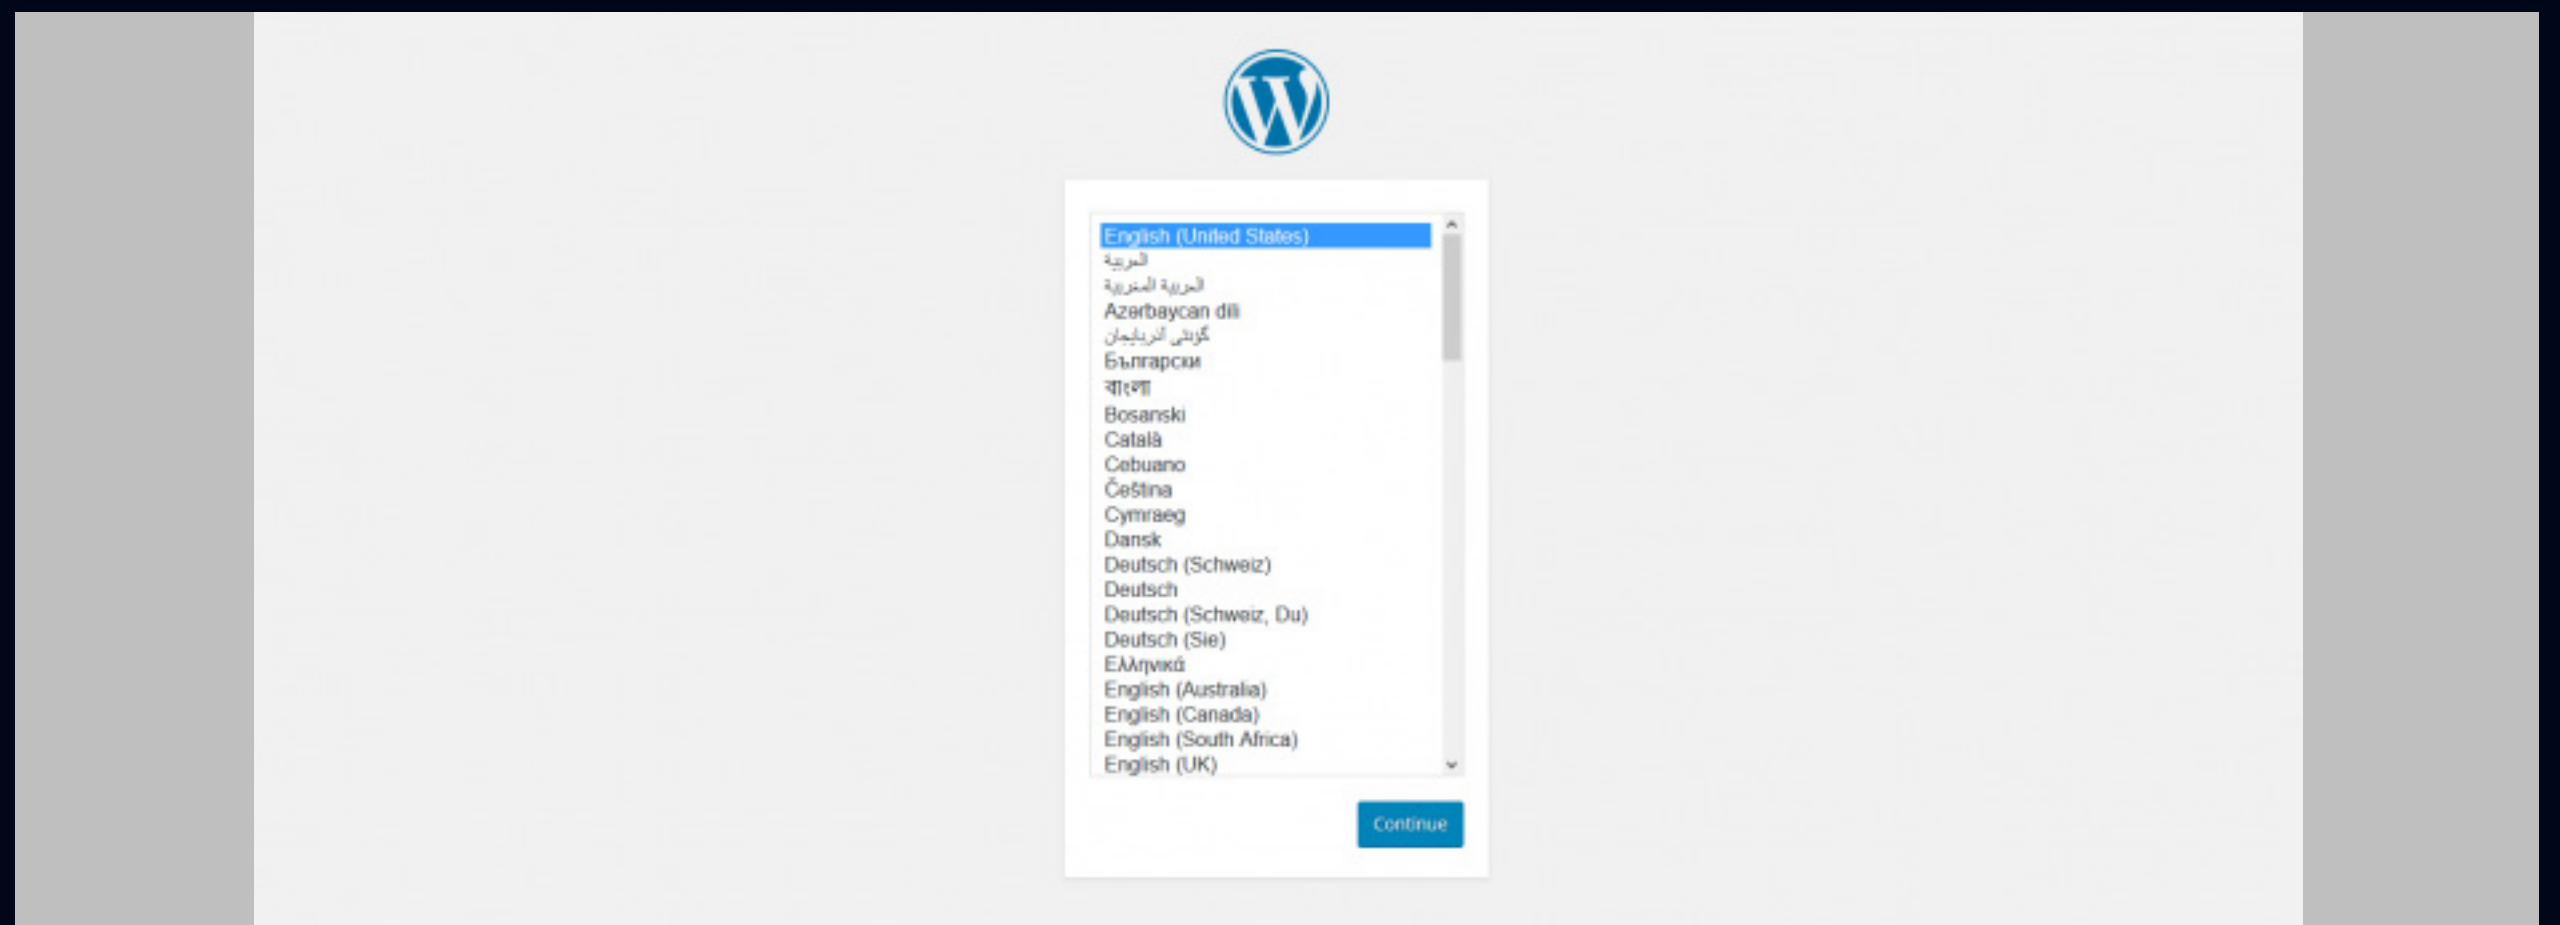 English (United States)
العربية
العربية المغربية
Azərbaycan dili
گؤنئی آذربایجان
Български
বাংলা
Bosanski
Català
Cebuano
Čeština
Cymraeg
Dansk
Deutsch (Schweiz)
Deutsch
Deutsch (Schweiz, Du)
Deutsch (Sie)
Ελληνικά
English (Australia)
English (Canada)
English (South Africa)
English (UK)
Continue